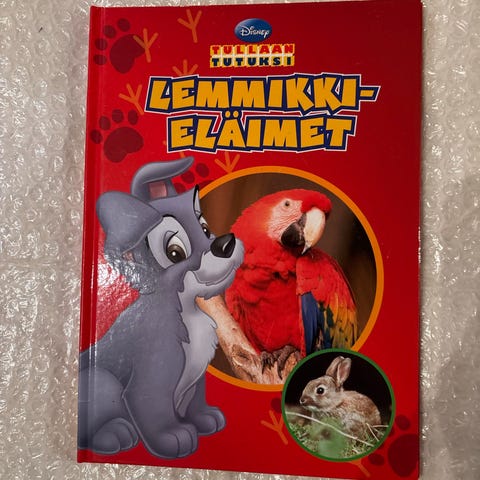 Disney
TULLAAN
TUTUKSI
LEMMIKKI-
ELÄIMET